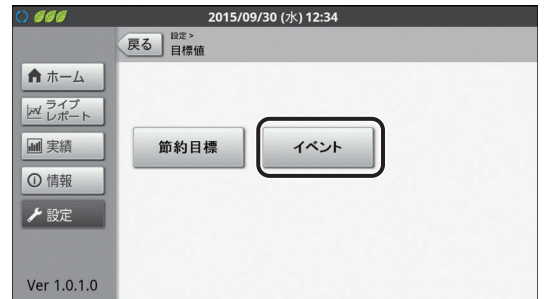 2015/09/30 (水) 12:34
戻る
設定 >
目標値
ホーム
ライブ
レポート
実績
情報
設定
節約目標
イベント
Ver 1.0.1.0